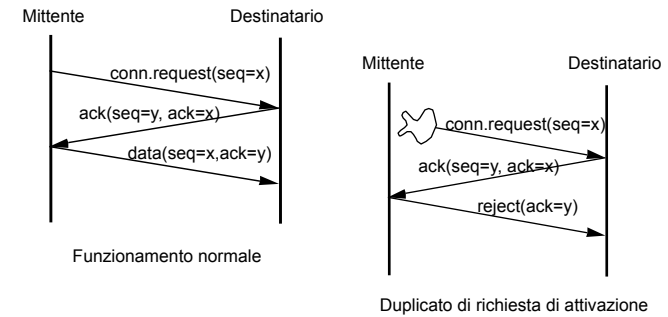 Mittente
Destinatario
conn.request(seq=x)
ack(seq=y, ack=x)
data(seq=x,ack=y)
Funzionamento normale
Mittente
Destinatario
conn.request(seq=x)
ack(seq=y, ack=x)
reject(ack=y)
Duplicato di richiesta di attivazione